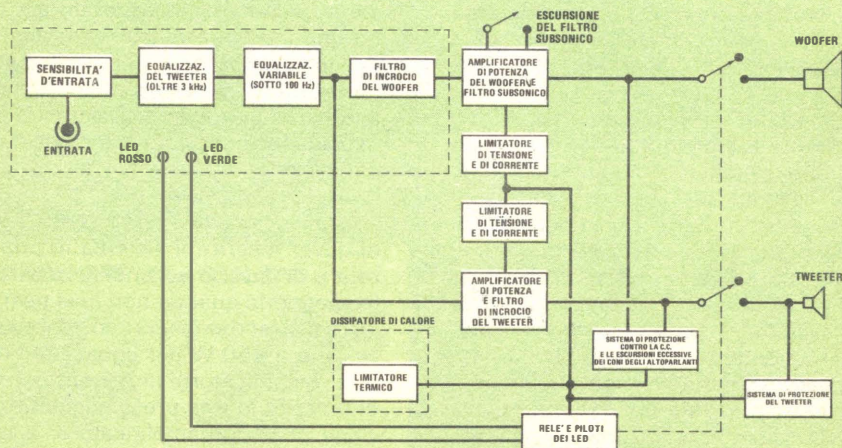 ESCURSIONE
DEL FILTRO
SUBSONICO
WOOFER
SENSIBILITA'
D'ENTRATA
EQUALIZZAZ.
DEL TWEETER
(OLTRE 3 kHz)
EQUALIZZAZ.
VARIABILE
(SOTTO 100 Hz)
FILTRO
DI INCROCIO
DEL WOOFER
AMPLIFICATORE
DI POTENZA
DEL WOOFER E
FILTRO SUBSONICO
ENTRATA
LED
ROSSO
LED
VERDE
LIMITATORE
DI TENSIONE
E DI CORRENTE
LIMITATORE
DI TENSIONE
E DI CORRENTE
AMPLIFICATORE
DI POTENZA
E FILTRO
DI INCROCIO
DEL TWEETER
TWEETER
DISSIPATORE DI CALORE
LIMITATORE
TERMICO
SISTEMA DI PROTEZIONE
CONTRO LA C.C.
E LE ESCURSIONI ECCESSIVE
DEI CONI DEGLI ALTOPARLANTI
SISTEMA DI PROTEZIONE
DEL TWEETER
RELE' E PILOTI
DEI LED